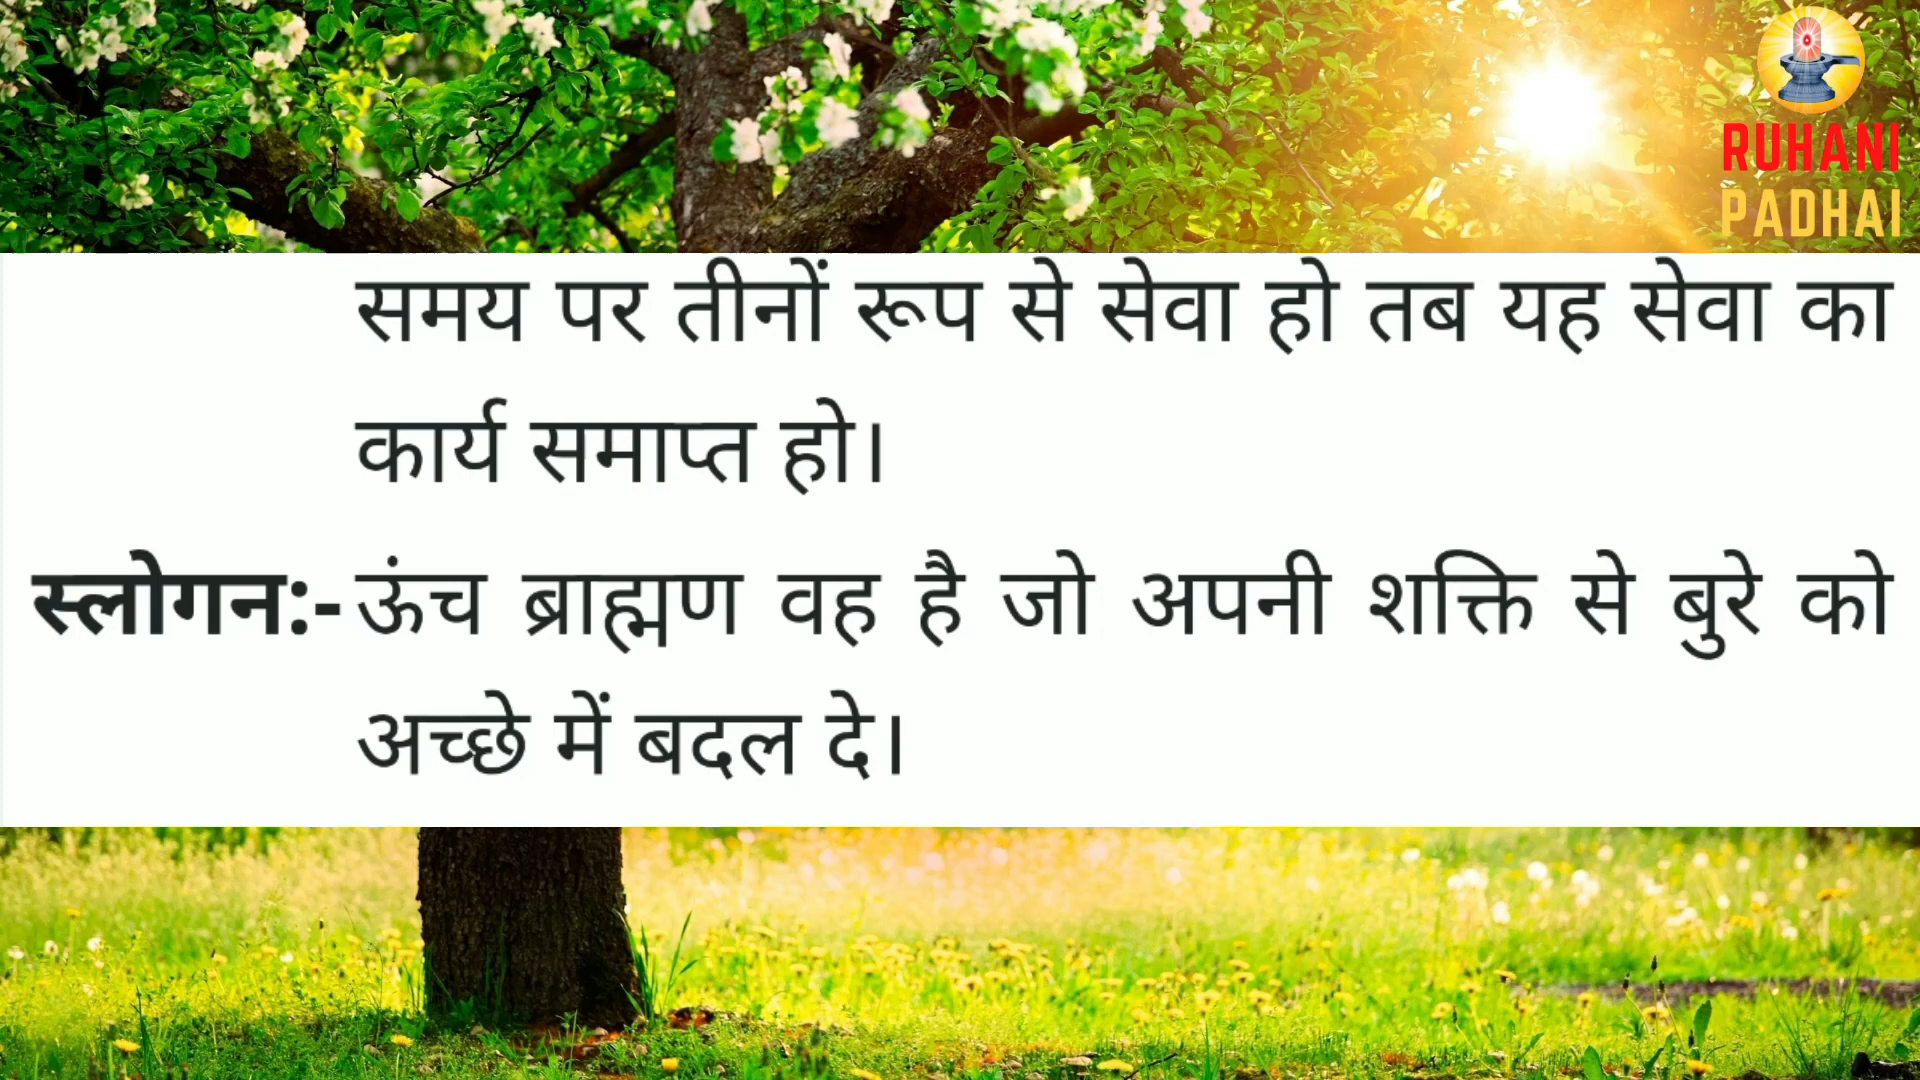 RUHANI
PADHAI
समय पर तीनों रूप से सेवा हो तब यह सेवा का
कार्य समाप्त हो।
स्लोगन:- ऊंच ब्राह्मण वह है जो अपनी शक्ति से बुरे को
अच्छे में बदल दे।